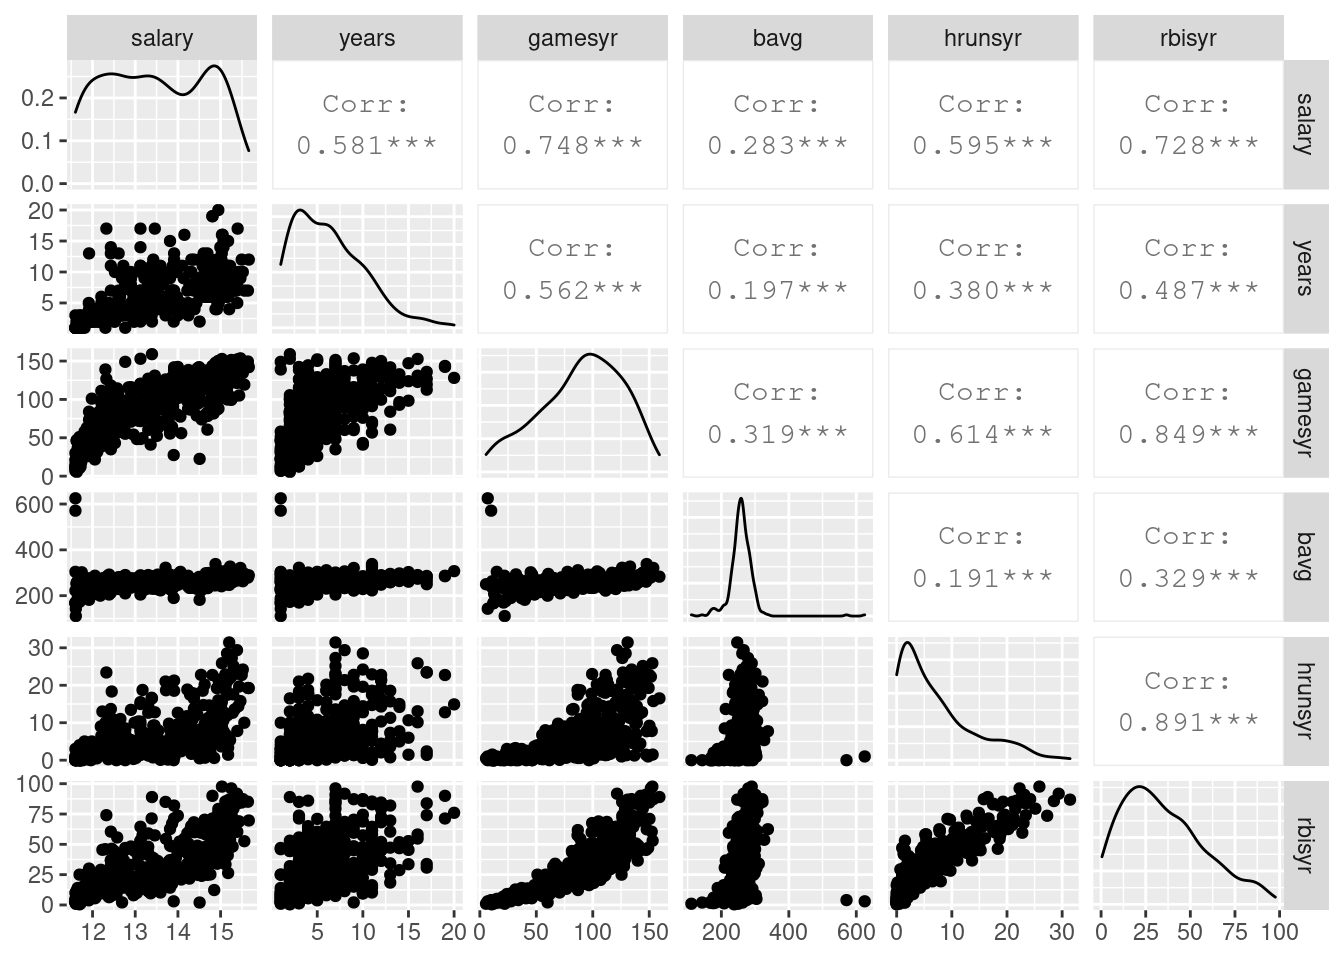 salary years gamesyr bavg hrunsyr rbisyr
0.2
0.1
0.0
Corr: Corr: Corr: Corr: Corr:
0.581*** 0.748*** 0.283*** 0.595*** 0.728***
salary
20
15
10
5
Corr: Corr: Corr: Corr:
0.562*** 0.197*** 0.380*** 0.487***
years
150
100
50
0
Corr: Corr: Corr:
0.319*** 0.614*** 0.849***
gamesyr
600
400
200
Corr: Corr:
0.191*** 0.329***
bavg
30
20
10
0
Corr:
0.891***
hrunsyr
100
75
50
25
0
rbisyr
12 13 14 15 5 10 15 20 0 50 100 150 200 400 600 0 10 20 30 0 25 50 75 100